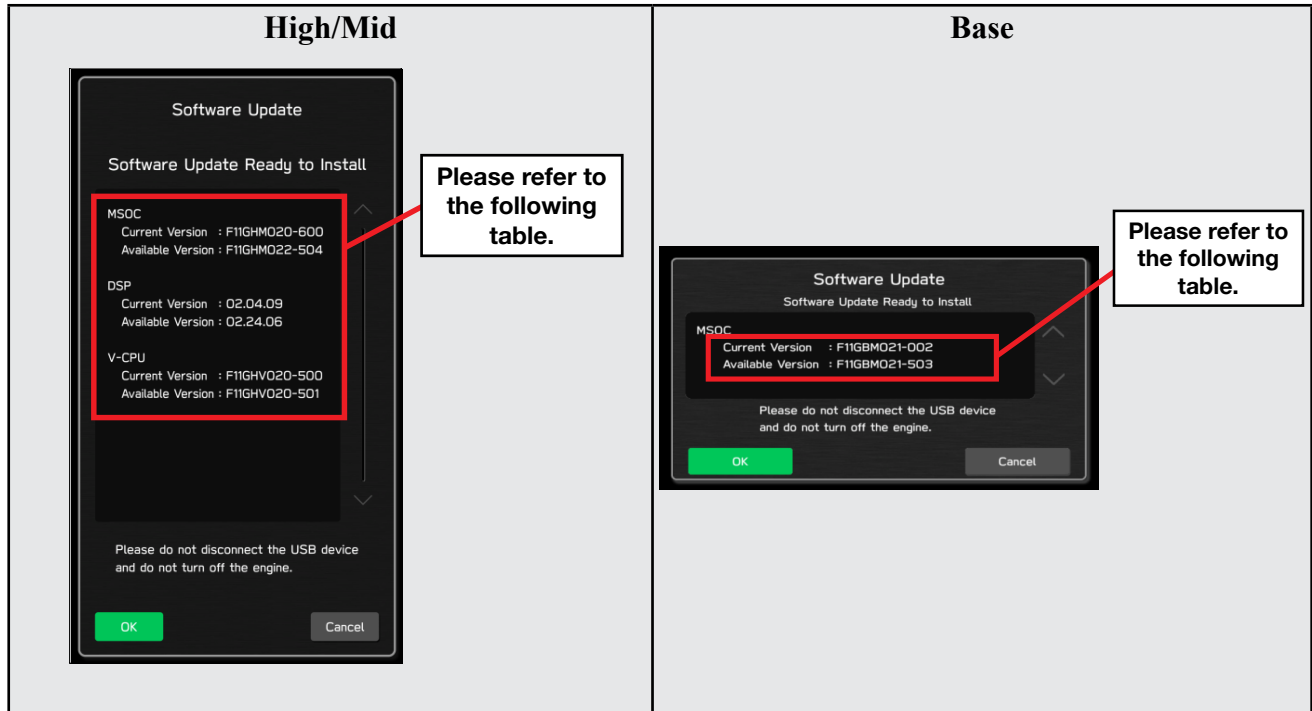 High/Mid
Software Update
Software Update Ready to Install
MSOC
Current Version : F11GHM020-600
Available Version : F11GHM022-504
DSP
Current Version : 02.04.09
Available Version : 02.24.06
V-CPU
Current Version : F11GHV020-500
Available Version : F11GHV020-501
Please do not disconnect the USB device
and do not turn off the engine.
OK
Cancel
Please refer to
the following
table.
Base
Software Update
Software Update Ready to Install
MSOC
Current Version : F11GBM021-002
Available Version : F11GBM021-503
Please do not disconnect the USB device
and do not turn off the engine.
OK
Cancel
Please refer to
the following
table.